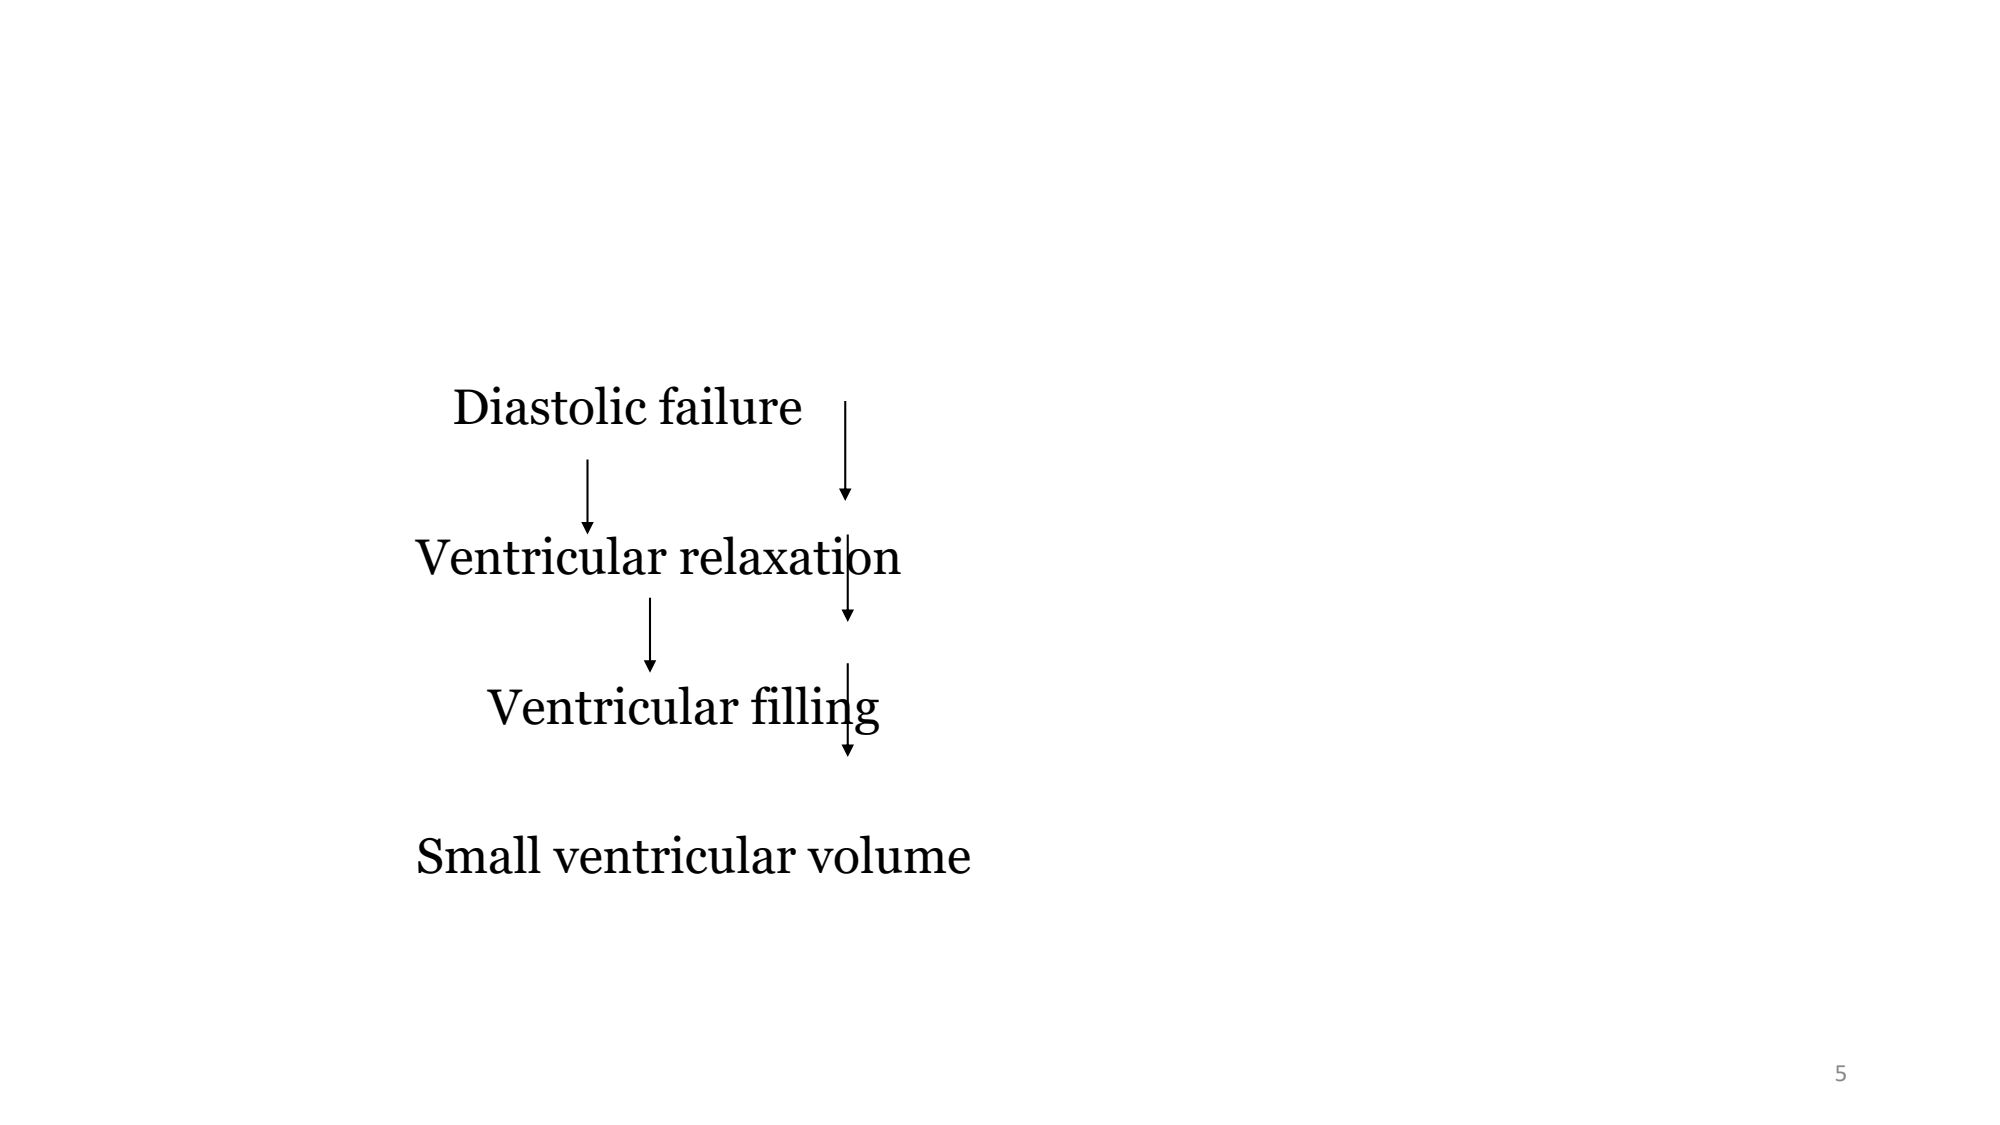 Diastolic failure
Ventricular relaxation
Ventricular filling
Small ventricular volume
5